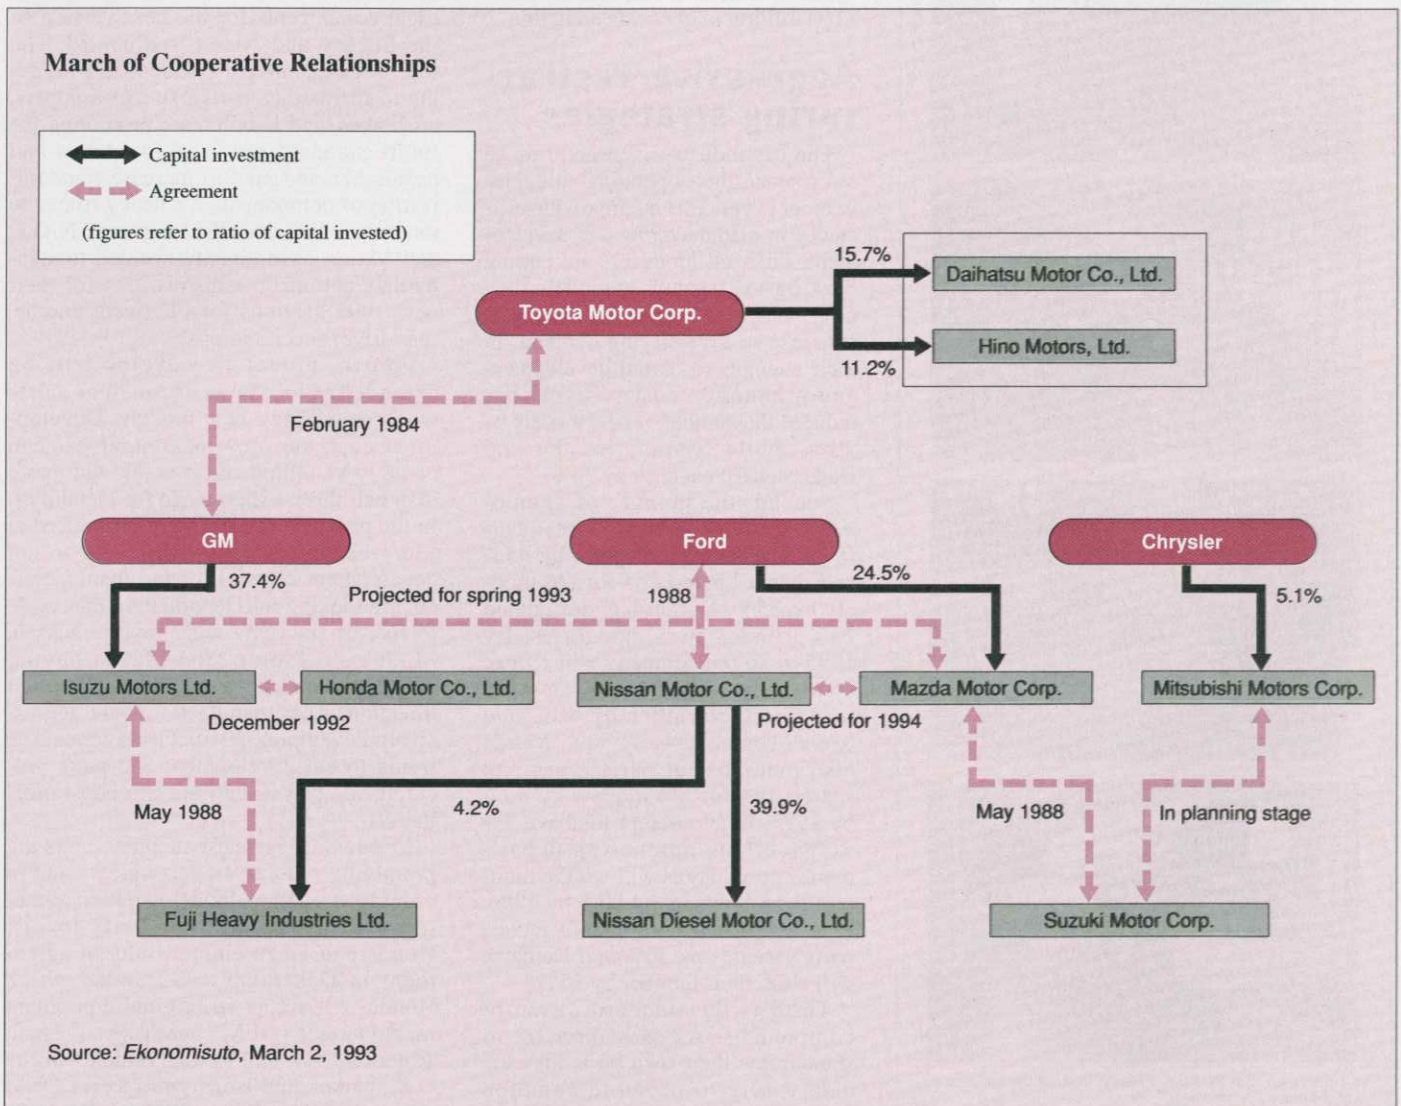 March of Cooperative Relationships
Capital investment
Agreement
(figures refer to ratio of capital invested)
15.7%
Daihatsu Motor Co., Ltd.
Toyota Motor Corp.
Hino Motors, Ltd.
11.2%
February 1984
GM
Ford
Chrysler
37.4%
Projected for spring 1993
1988
24.5%
5.1%
Isuzu Motors Ltd.
Honda Motor Co., Ltd.
Nissan Motor Co., Ltd.
Mazda Motor Corp.
Mitsubishi Motors Corp.
December 1992
Projected for 1994
May 1988
4.2%
39.9%
May 1988
In planning stage
Fuji Heavy Industries Ltd.
Nissan Diesel Motor Co., Ltd.
Suzuki Motor Corp.
Source: Ekonomisuto, March 2, 1993